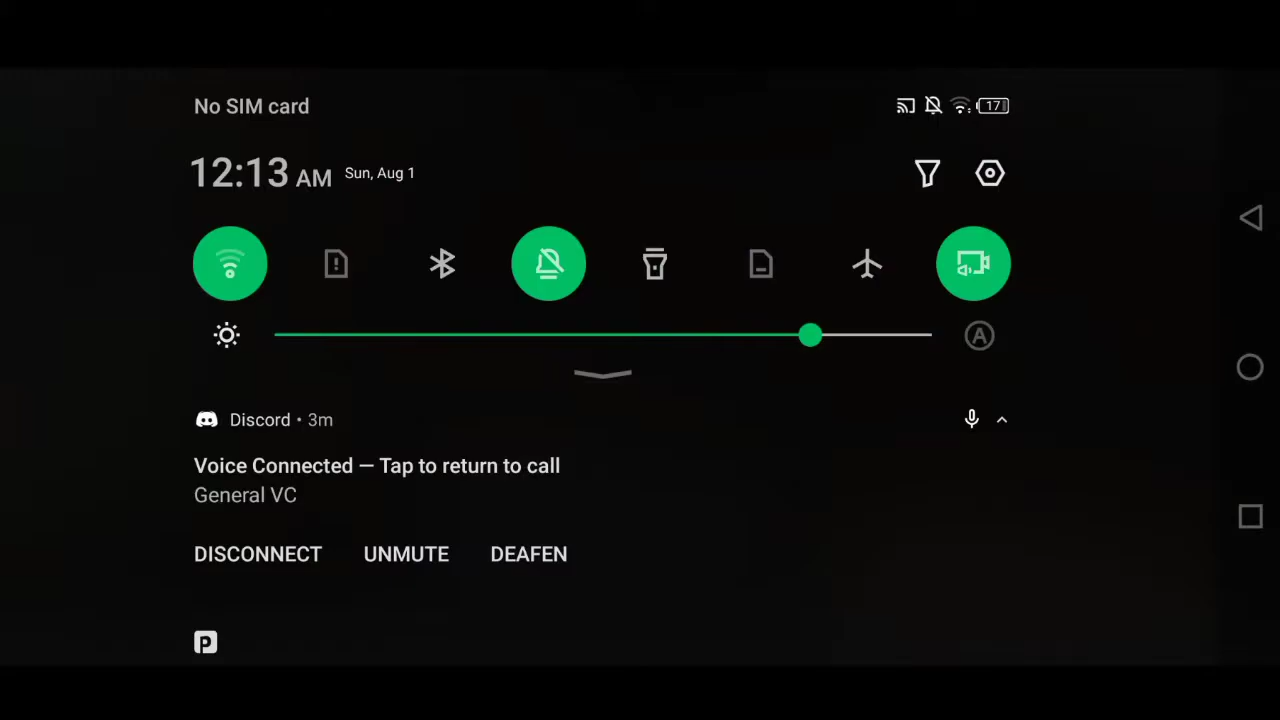 No SIM card
17
12:13 AM Sun, Aug 1
A
Discord • 3m
Voice Connected — Tap to return to call
General VC
DISCONNECT UNMUTE DEAFEN
P